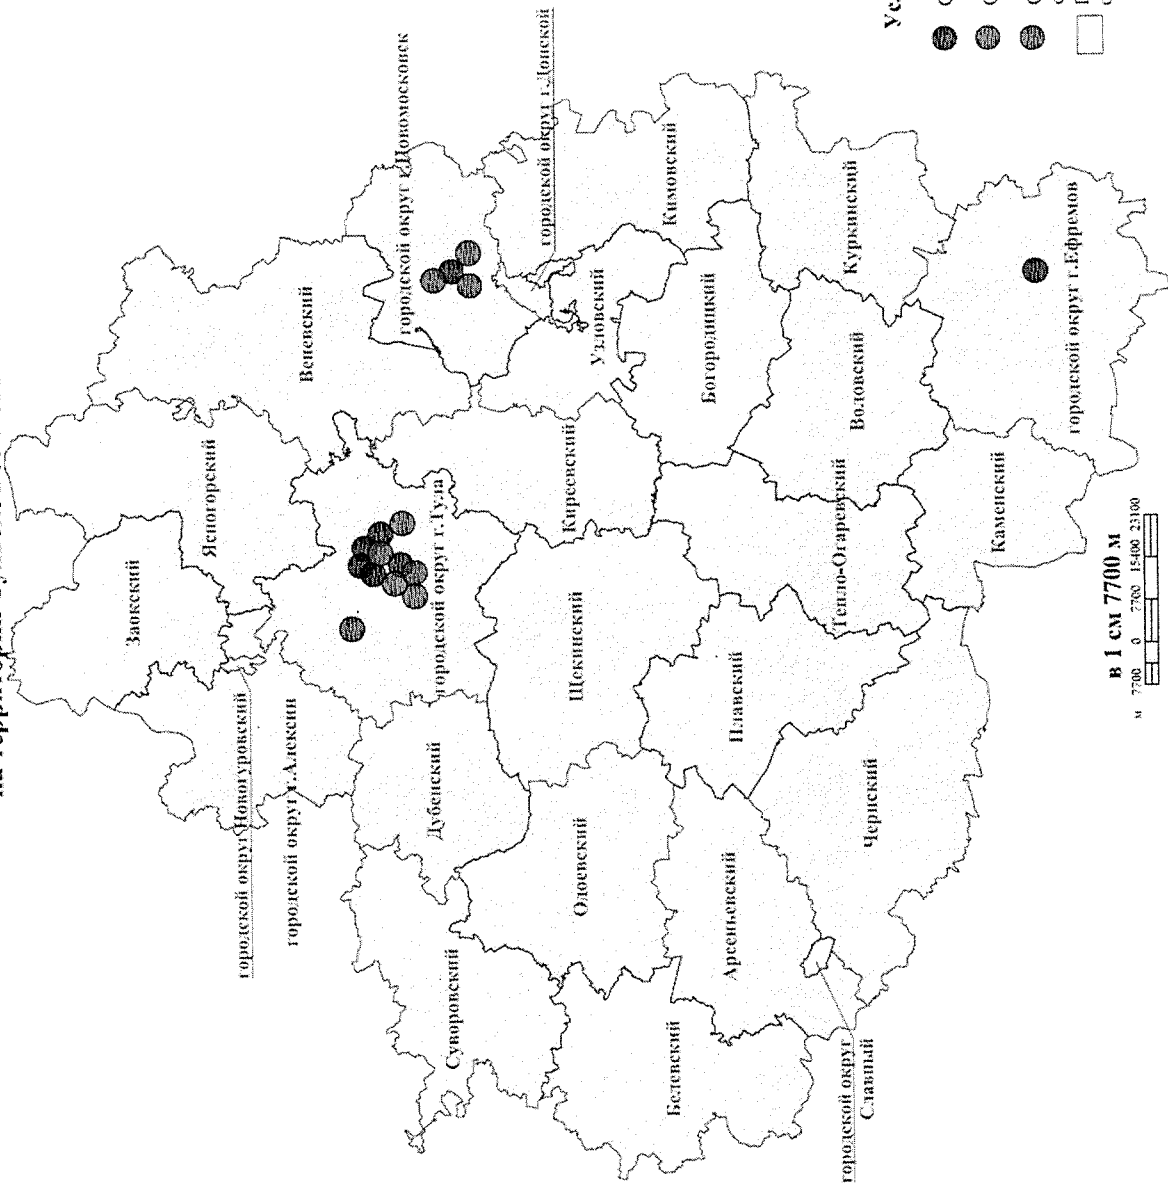 Заокский
Ясногорский
Веневский
городской округ г.Новомосковск
городской округ г.Донской
городской округ Новогуровский
городской округ г.Алексин
городской округ г.Тула
Дубенский
Суворовский
Киреевский
Узловский
Кимовский
Щекинский
Одоевский
Богородицкий
Куркинский
Белевский
Арсеньевский
Плавский
Тепло-Огаревский
Воловский
Чернский
городской округ
Славный
Каменский
городской округ г.Ефремов
в 1 см 7700 м
м 7700 0 7700 15400 23100